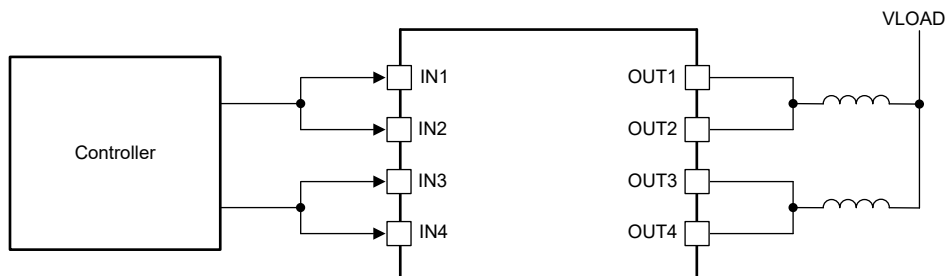 VLOAD
Controller
IN1
IN2
IN3
IN4
OUT1
OUT2
OUT3
OUT4